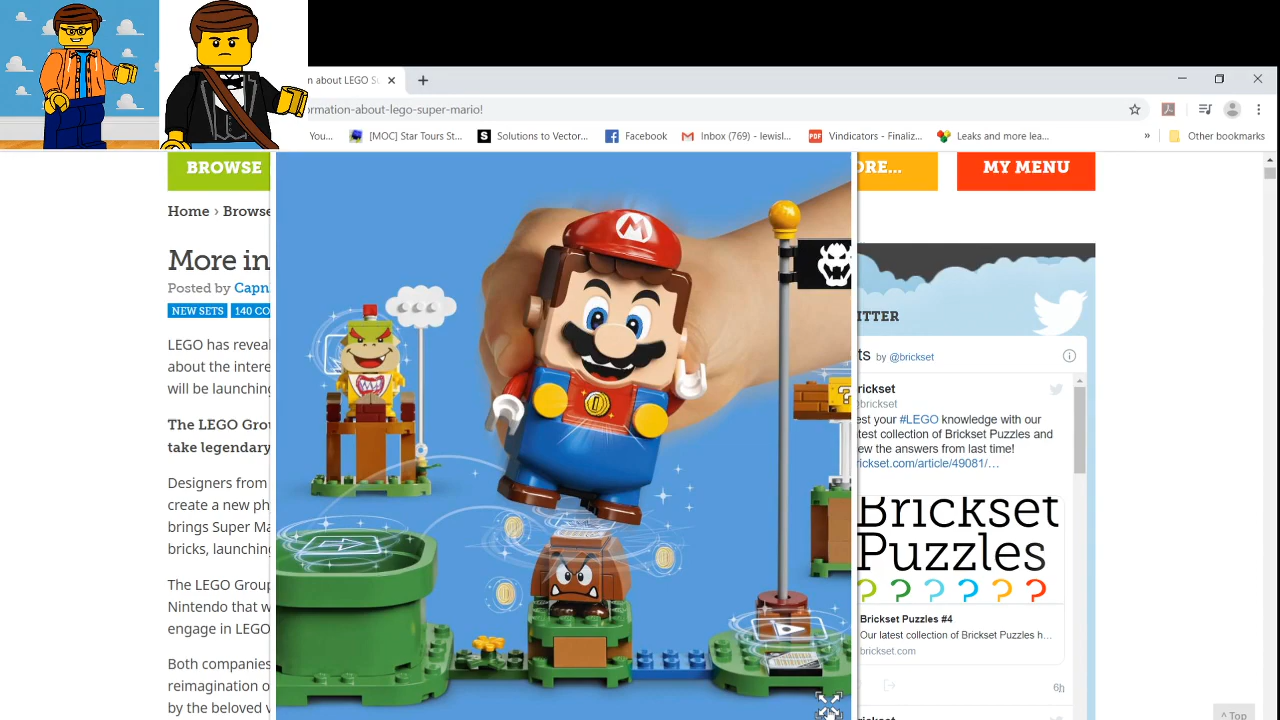 n about LEGO S
ormation-about-lego-super-mario!
You...
[MOC] Star Tours St...
S
Solutions to Vector...
Facebook
Inbox (769) - lewisl...
PDF
Vindicators - Finaliz...
Leaks and more lea...
»
Other bookmarks
BROWSE
ORE...
MY MENU
Home › Browse
More in
Posted by Capn
NEW SETS 140 CO
LEGO has revea
about the intere
will be launching
The LEGO Grou
take legendary
Designers from
create a new ph
brings Super Ma
bricks, launching
The LEGO Group
Nintendo that w
engage in LEGO
Both companies
reimagination o
by the beloved v
M
?
ITTER
ts by @brickset
rickset
brickset
est your #LEGO knowledge with our
test collection of Brickset Puzzles and
ew the answers from last time!
rickset.com/article/49081/…
Brickset
Puzzles
? ? ? ? ? ?
Brickset Puzzles #4
Our latest collection of Brickset Puzzles h...
brickset.com
6h
rickset
^ Top